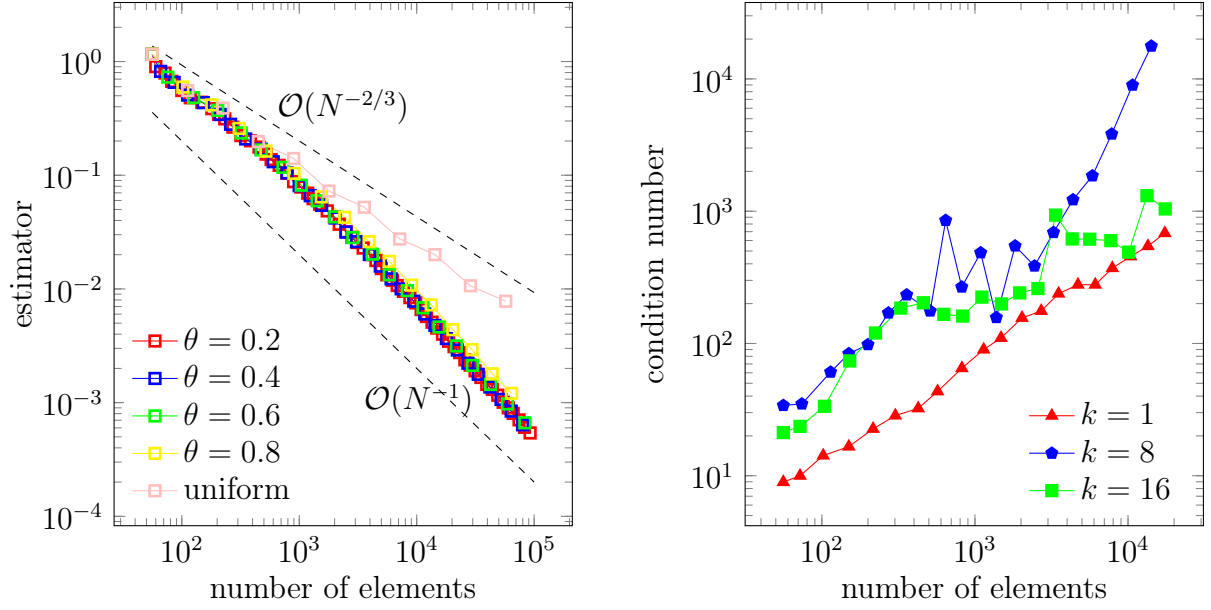 10^0
10^{-1}
10^{-2}
10^{-3}
10^{-4}
estimator
O(N^{-2/3})
O(N^{-1})
θ = 0.2
θ = 0.4
θ = 0.6
θ = 0.8
uniform
10^2 10^3 10^4 10^5
number of elements
10^4
10^3
10^2
10^1
condition number
k = 1
k = 8
k = 16
10^2 10^3 10^4
number of elements